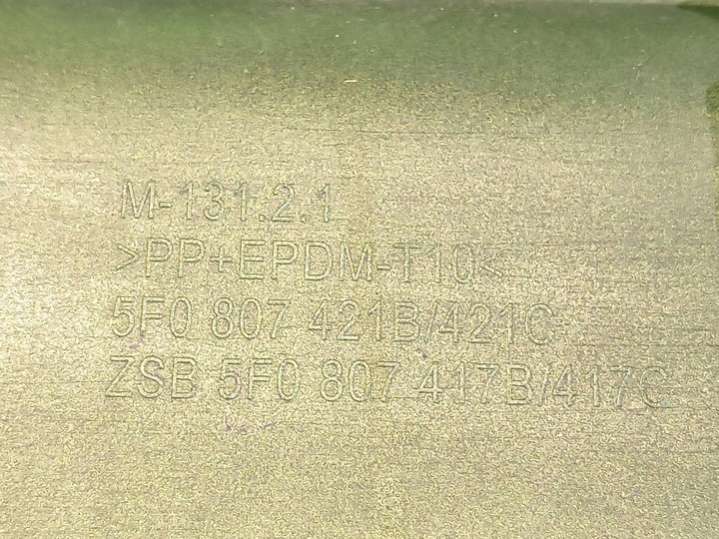 M-131.2.1
>PP+EPDM-T10<
5F0 807 421B/421C
ZSB 5F0 807 417B/417C